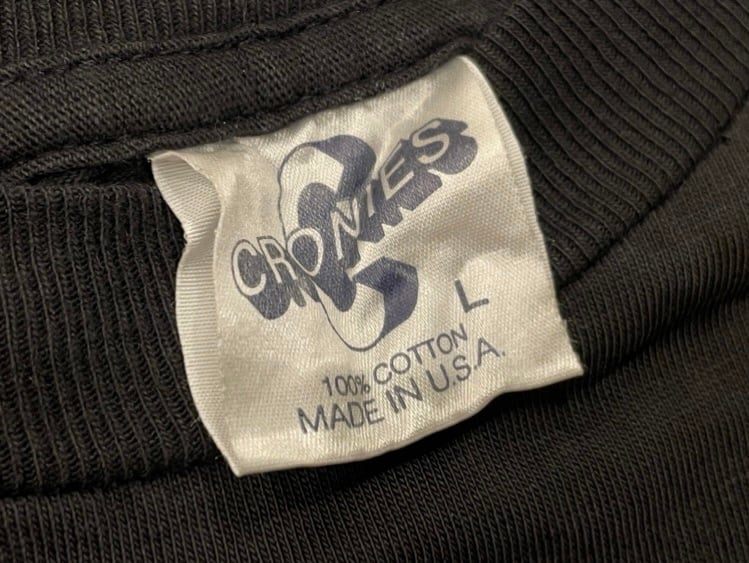 CRONIES
L
100% COTTON
MADE IN U.S.A.